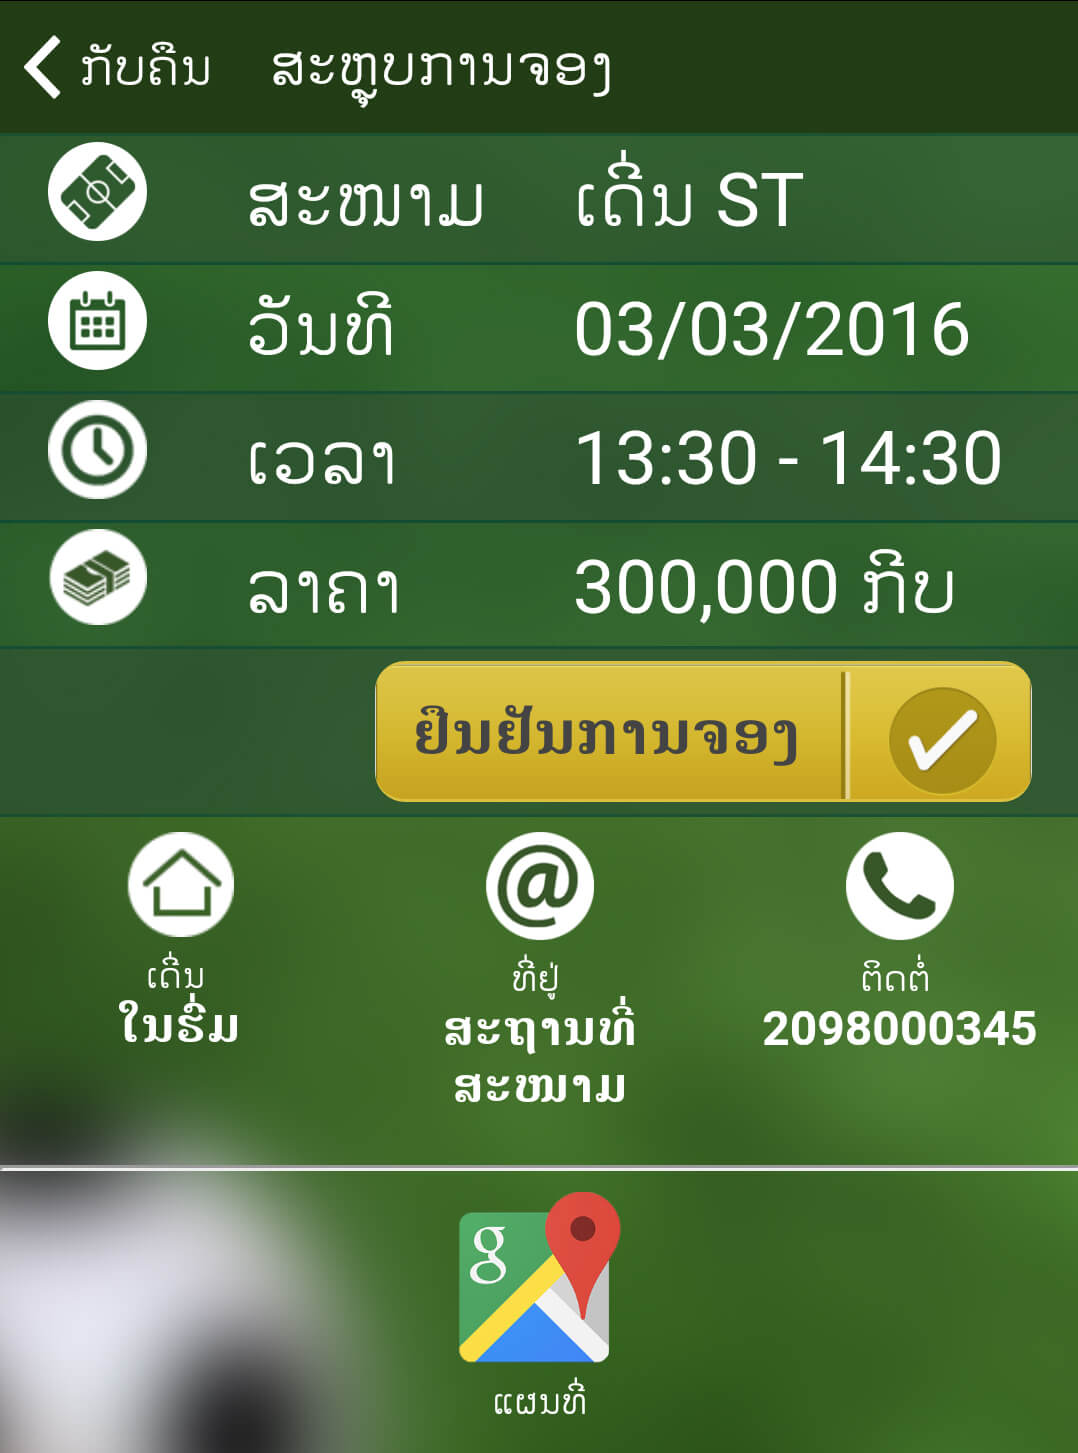 ກັບຄືນ ສະຫຼຸບການຈອງ
ສະໜາມ ເດີ່ນ ST
ວັນທີ 03/03/2016
ເວລາ 13:30 - 14:30
ລາຄາ 300,000 ກີບ
ຢືນຢັນການຈອງ
ເດີ່ນ
ໃນຮົ່ມ
@
ທີ່ຢູ່
ສະຖານທີ່
ສະໜາມ
ຕິດຕໍ່
2098000345
g
ແຜນທີ່